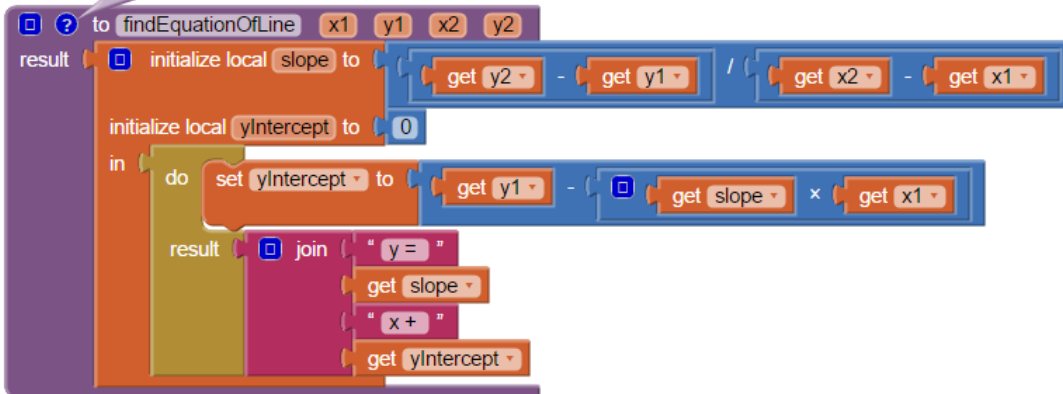 ? to findEquationOfLine x1 y1 x2 y2
result initialize local slope to get y2 - get y1 / get x2 - get x1
initialize local yIntercept to 0
in do set yIntercept to get y1 - get slope × get x1
result join " y = "
get slope
" x + "
get yIntercept